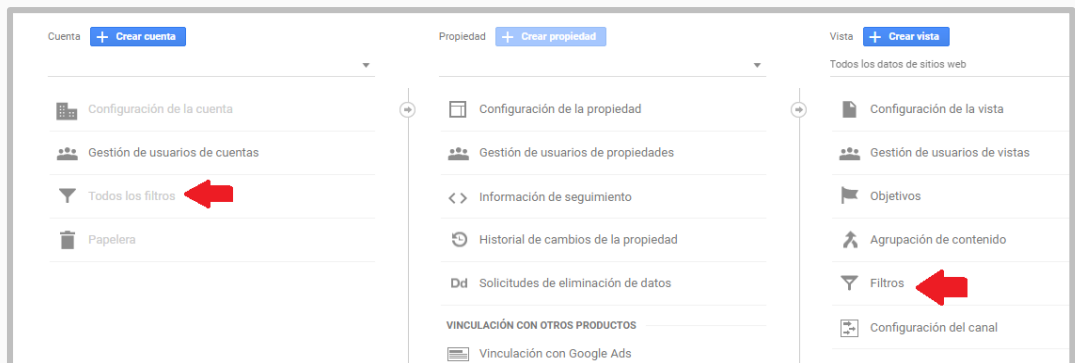 Cuenta
Crear cuenta
Configuración de la cuenta
Gestión de usuarios de cuentas
Todos los filtros
Papelera
Propiedad
Crear propiedad
Configuración de la propiedad
Gestión de usuarios de propiedades
Información de seguimiento
Historial de cambios de la propiedad
Dd Solicitudes de eliminación de datos
VINCULACIÓN CON OTROS PRODUCTOS
Vinculación con Google Ads
Vista
Crear vista
Todos los datos de sitios web
Configuración de la vista
Gestión de usuarios de vistas
Objetivos
Agrupación de contenido
Filtros
Configuración del canal